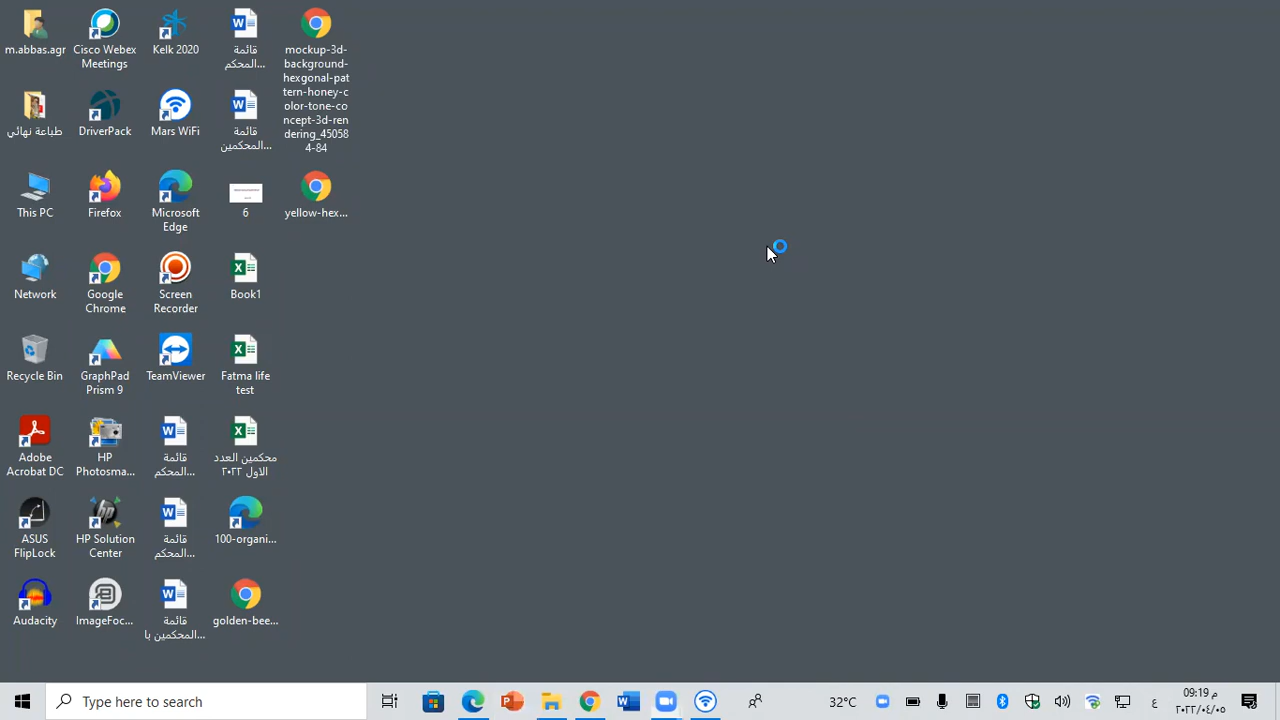 m.abbas.agr
Cisco Webex
Meetings
Kelk 2020
قائمة
المحكم...
mockup-3d-
background-
hexgonal-pat
tern-honey-c
olor-tone-co
ncept-3d-ren
dering_45058
4-84
طباعة نهائي
DriverPack
Mars WiFi
قائمة
المحكمين...
This PC
Firefox
Microsoft
Edge
6
yellow-hex...
Network
Google
Chrome
Screen
Recorder
Book1
Recycle Bin
GraphPad
Prism 9
TeamViewer
Fatma life
test
Adobe
Acrobat DC
HP
Photosma...
قائمة
المحكم...
محكمين العدد
الاول ٢٠٢٢
ASUS
FlipLock
HP Solution
Center
قائمة
المحكم...
100-organi...
Audacity
ImageFoc...
قائمة
المحكمين با...
golden-bee...
Type here to search
32°C
ع
09:19 م
٢٠٢٢/٠٤/٠٥